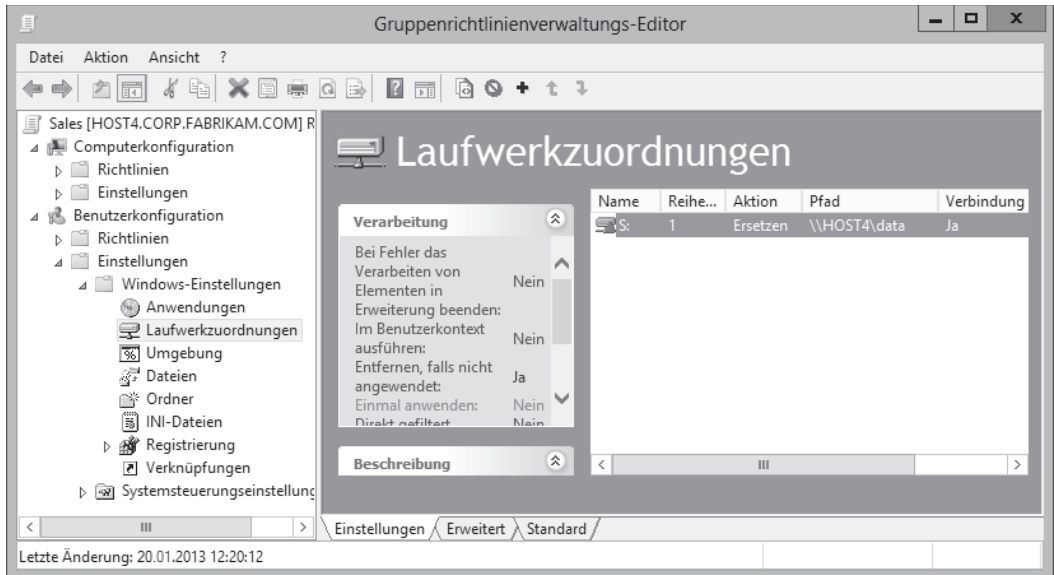 Gruppenrichtlinienverwaltungs-Editor
Datei Aktion Ansicht ?
Sales [HOST4.CORP.FABRIKAM.COM] R
Computerkonfiguration
Richtlinien
Einstellungen
Benutzerkonfiguration
Richtlinien
Einstellungen
Windows-Einstellungen
Anwendungen
Laufwerkzuordnungen
Umgebung
Dateien
Ordner
INI-Dateien
Registrierung
Verknüpfungen
Systemsteuerungseinstellung
Laufwerkzuordnungen
Verarbeitung
Bei Fehler das
Verarbeiten von
Elementen in
Erweiterung beenden: Nein
Im Benutzerkontext
ausführen: Nein
Entfernen, falls nicht
angewendet: Ja
Einmal anwenden: Nein
Direkt gefiltert Nein
Beschreibung
Name Reihe... Aktion Pfad Verbindung
S: 1 Ersetzen \\HOST4\data Ja
Einstellungen Erweitert Standard
Letzte Änderung: 20.01.2013 12:20:12